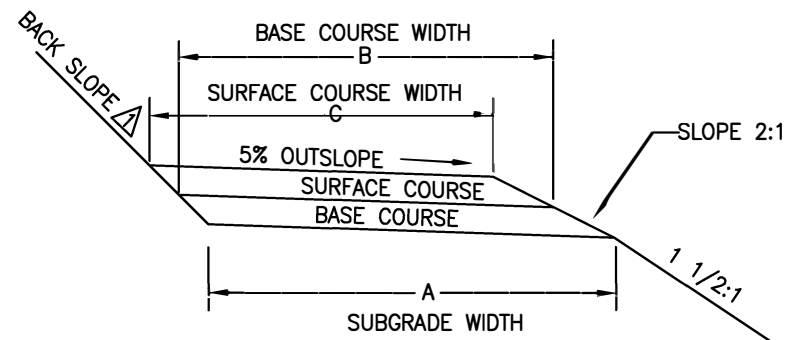 BASE COURSE WIDTH
B
BACK SLOPE 1
SURFACE COURSE WIDTH
C
SLOPE 2:1
5% OUTSLOPE
SURFACE COURSE
BASE COURSE
1 1/2:1
A
SUBGRADE WIDTH